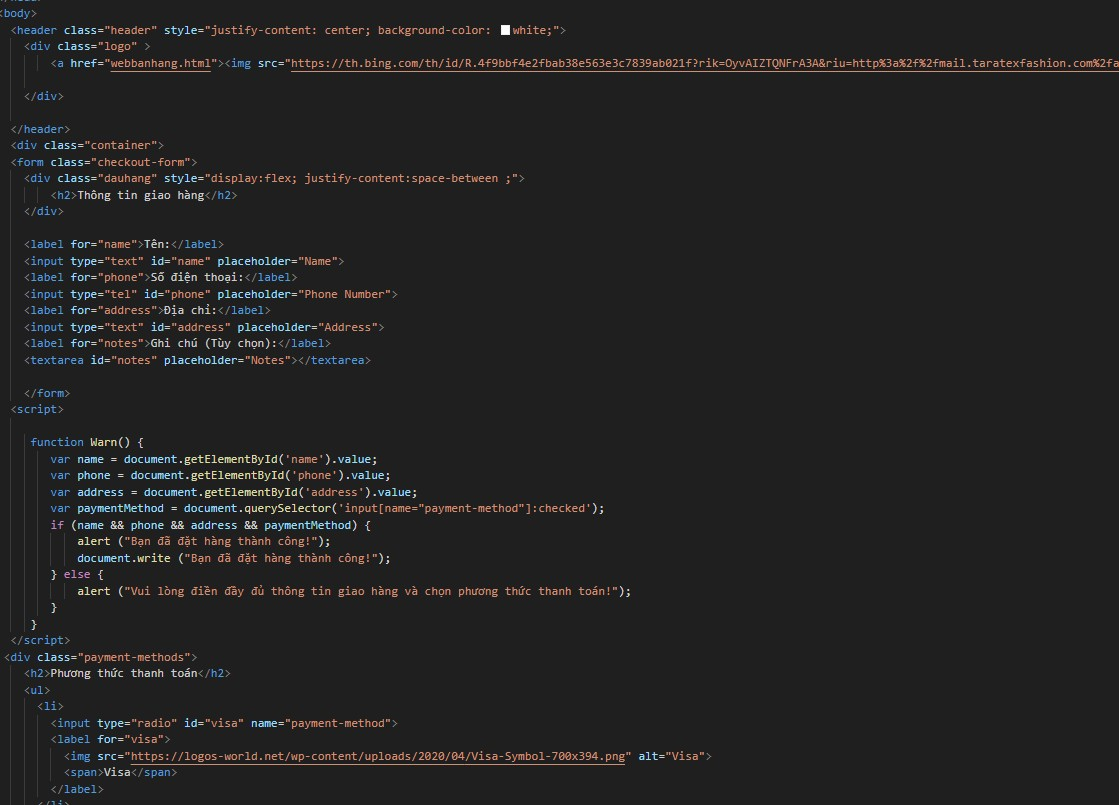 <body>
<header class="header" style="justify-content: center; background-color: white;">
<div class="logo" >
<a href="webbanhang.html"><img src="https://th.bing.com/th/id/R.4f9bbf4e2fbab38e563e3c7839ab021f?rik=OyvAIZTQNFrA3A&riu=http%3a%2f%2fmail.taratexfashion.com%2fa
</div>
</header>
<div class="container">
<form class="checkout-form">
<div class="dauhang" style="display:flex; justify-content:space-between ;">
<h2>Thông tin giao hàng</h2>
</div>
<label for="name">Tên:</label>
<input type="text" id="name" placeholder="Name">
<label for="phone">Số điện thoại:</label>
<input type="tel" id="phone" placeholder="Phone Number">
<label for="address">Địa chỉ:</label>
<input type="text" id="address" placeholder="Address">
<label for="notes">Ghi chú (Tùy chọn):</label>
<textarea id="notes" placeholder="Notes"></textarea>
</form>
<script>
function Warn() {
var name = document.getElementById('name').value;
var phone = document.getElementById('phone').value;
var address = document.getElementById('address').value;
var paymentMethod = document.querySelector('input[name="payment-method"]:checked');
if (name && phone && address && paymentMethod) {
alert ("Bạn đã đặt hàng thành công!");
document.write ("Bạn đã đặt hàng thành công!");
} else {
alert ("Vui lòng điền đầy đủ thông tin giao hàng và chọn phương thức thanh toán!");
}
}
</script>
<div class="payment-methods">
<h2>Phương thức thanh toán</h2>
<ul>
<li>
<input type="radio" id="visa" name="payment-method">
<label for="visa">
<img src="https://logos-world.net/wp-content/uploads/2020/04/Visa-Symbol-700x394.png" alt="Visa">
<span>Visa</span>
</label>
</li>